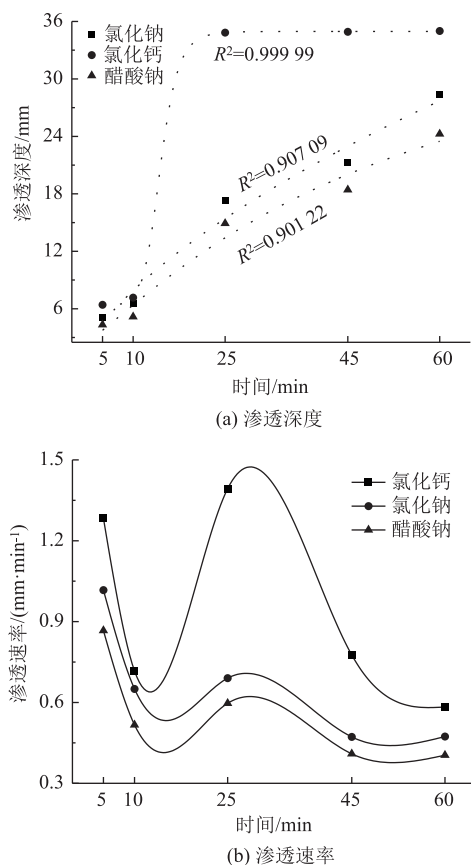 36
30
24
18
12
6
渗透深度/mm
氯化钠
氯化钙
醋酸钠
R²=0.999 99
R²=0.907 09
R²=0.901 22
5 10 25 45 60
时间/min
(a) 渗透深度
1.5
1.2
0.9
0.6
0.3
渗透速率/(mm·min⁻¹)
氯化钙
氯化钠
醋酸钠
5 10 25 45 60
时间/min
(b) 渗透速率